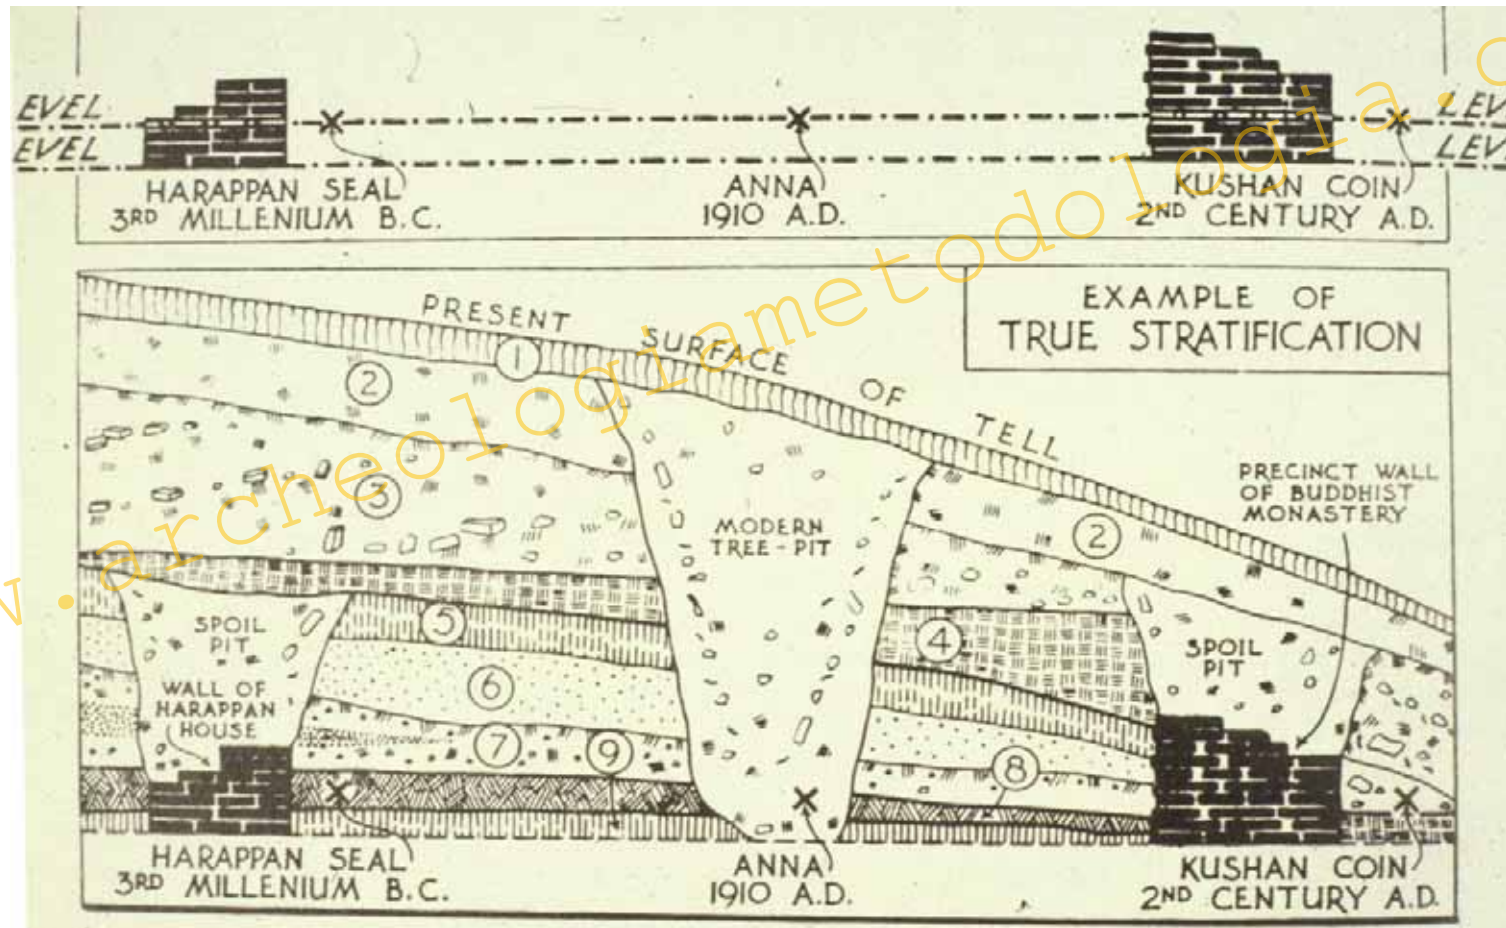 EVEL
EVEL
LEV
LEV
HARAPPAN SEAL
3RD MILLENIUM B.C.
ANNA
1910 A.D.
KUSHAN COIN
2ND CENTURY A.D.
EXAMPLE OF
TRUE STRATIFICATION
PRESENT SURFACE OF TELL
1
2
3
MODERN
TREE-PIT
PRECINCT WALL
OF BUDDHIST
MONASTERY
2
SPOIL
PIT
5
4
SPOIL
PIT
6
WALL OF
HARAPPAN
HOUSE
7
9
8
HARAPPAN SEAL
3RD MILLENIUM B.C.
ANNA
1910 A.D.
KUSHAN COIN
2ND CENTURY A.D.
w.archeologiametodologia.o